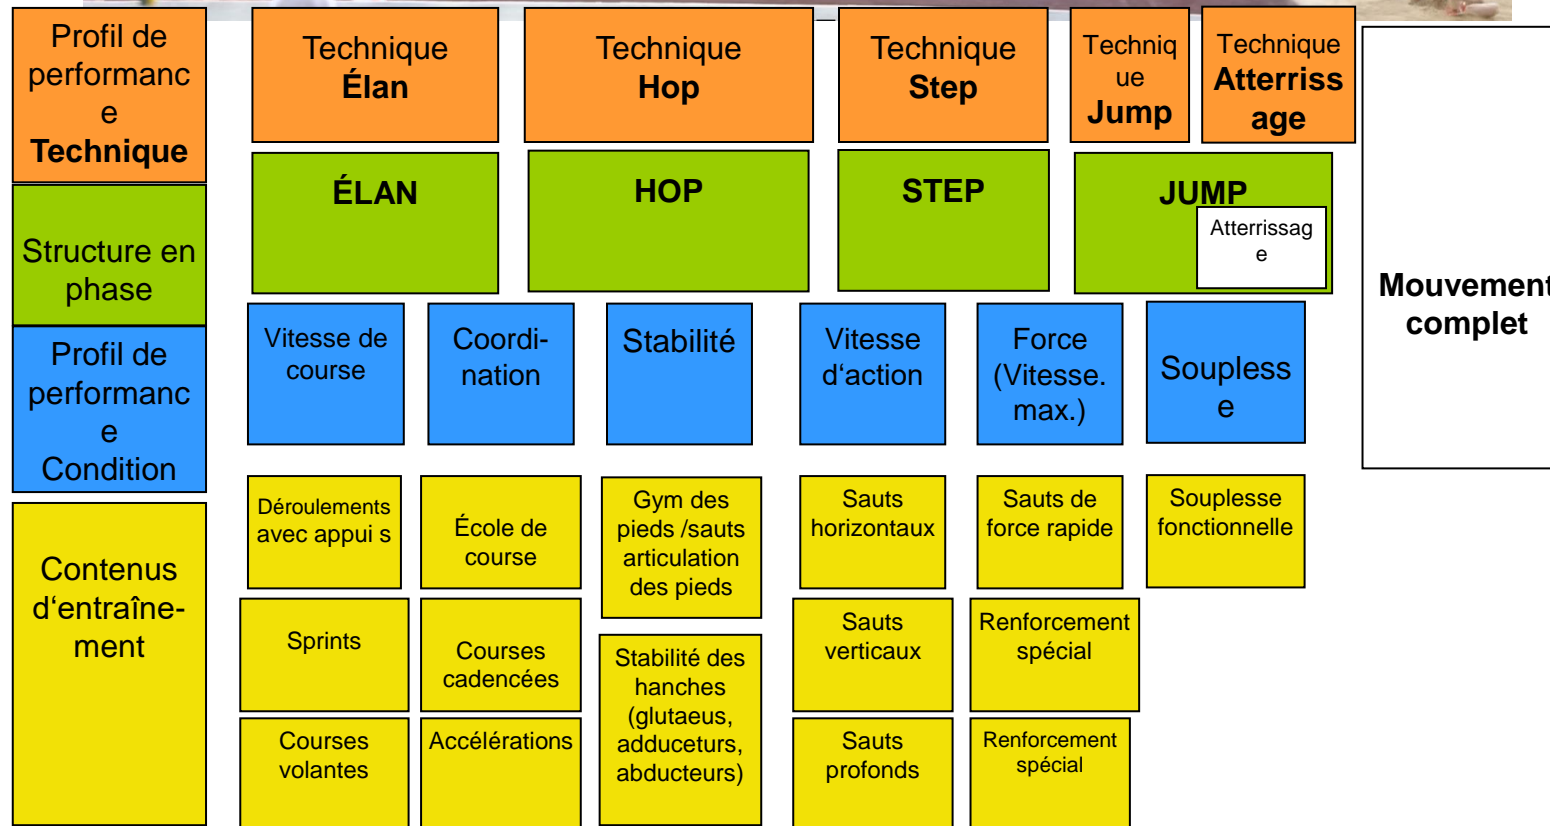 Profil de
performanc
e
Technique
Technique
Élan
Technique
Hop
Technique
Step
Techniq
ue
Jump
Technique
Atterriss
age
Structure en
phase
ÉLAN
HOP
STEP
JUMP
Atterrissag
e
Mouvement
complet
Profil de
performanc
e
Condition
Vitesse de
course
Coordi-
nation
Stabilité
Vitesse
d‘action
Force
(Vitesse.
max.)
Soupless
e
Contenus
d‘entraîne-
ment
Déroulements
avec appui s
École de
course
Gym des
pieds /sauts
articulation
des pieds
Sauts
horizontaux
Sauts de
force rapide
Souplesse
fonctionnelle
Sprints
Courses
cadencées
Stabilité des
hanches
(glutaeus,
adduceturs,
abducteurs)
Sauts
verticaux
Renforcement
spécial
Courses
volantes
Accélérations
Sauts
profonds
Renforcement
spécial